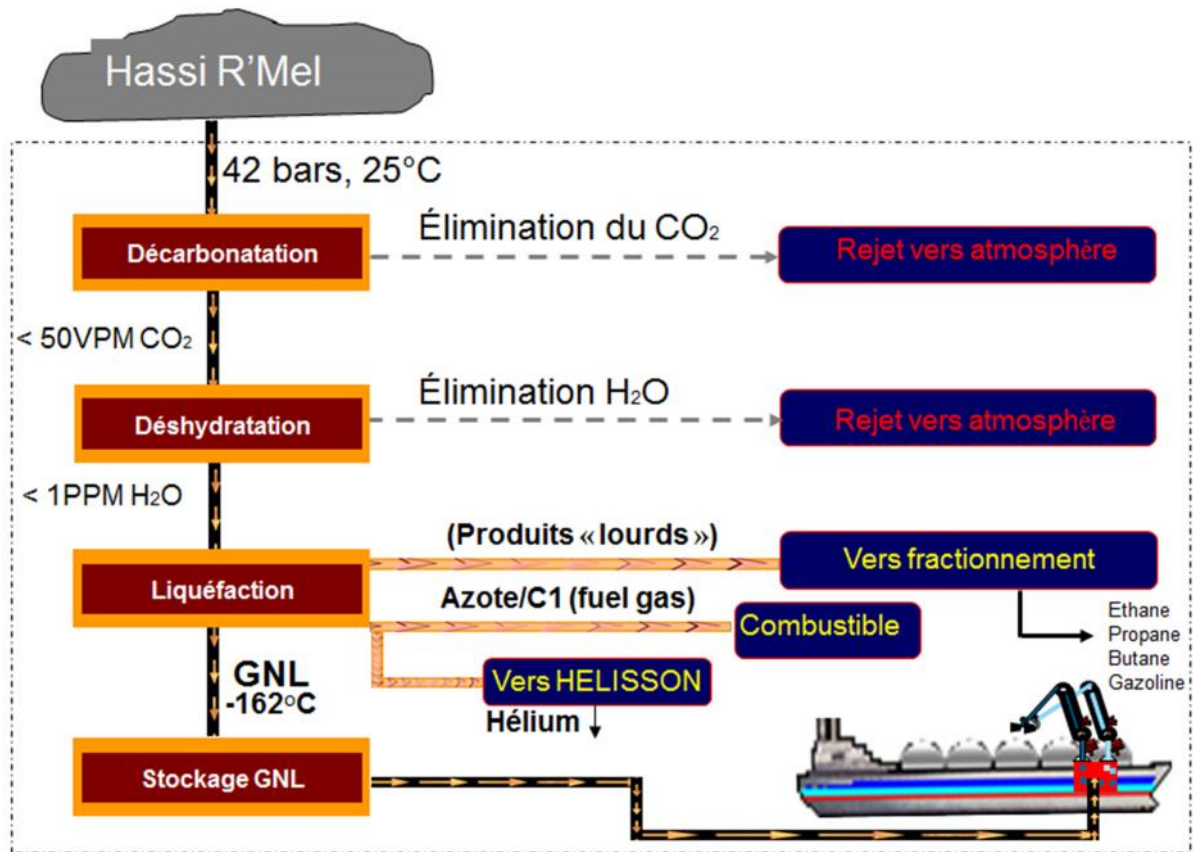 Hassi R’Mel
42 bars, 25°C
Décarbonatation
Élimination du CO₂
Rejet vers atmosphère
< 50VPM CO₂
Déshydratation
Élimination H₂O
Rejet vers atmosphère
< 1PPM H₂O
Liquéfaction
(Produits « lourds »)
Vers fractionnement
Azote/C1 (fuel gas)
Combustible
Ethane
Propane
Butane
Gazoline
GNL
-162°C
Vers HELISSON
Hélium
Stockage GNL